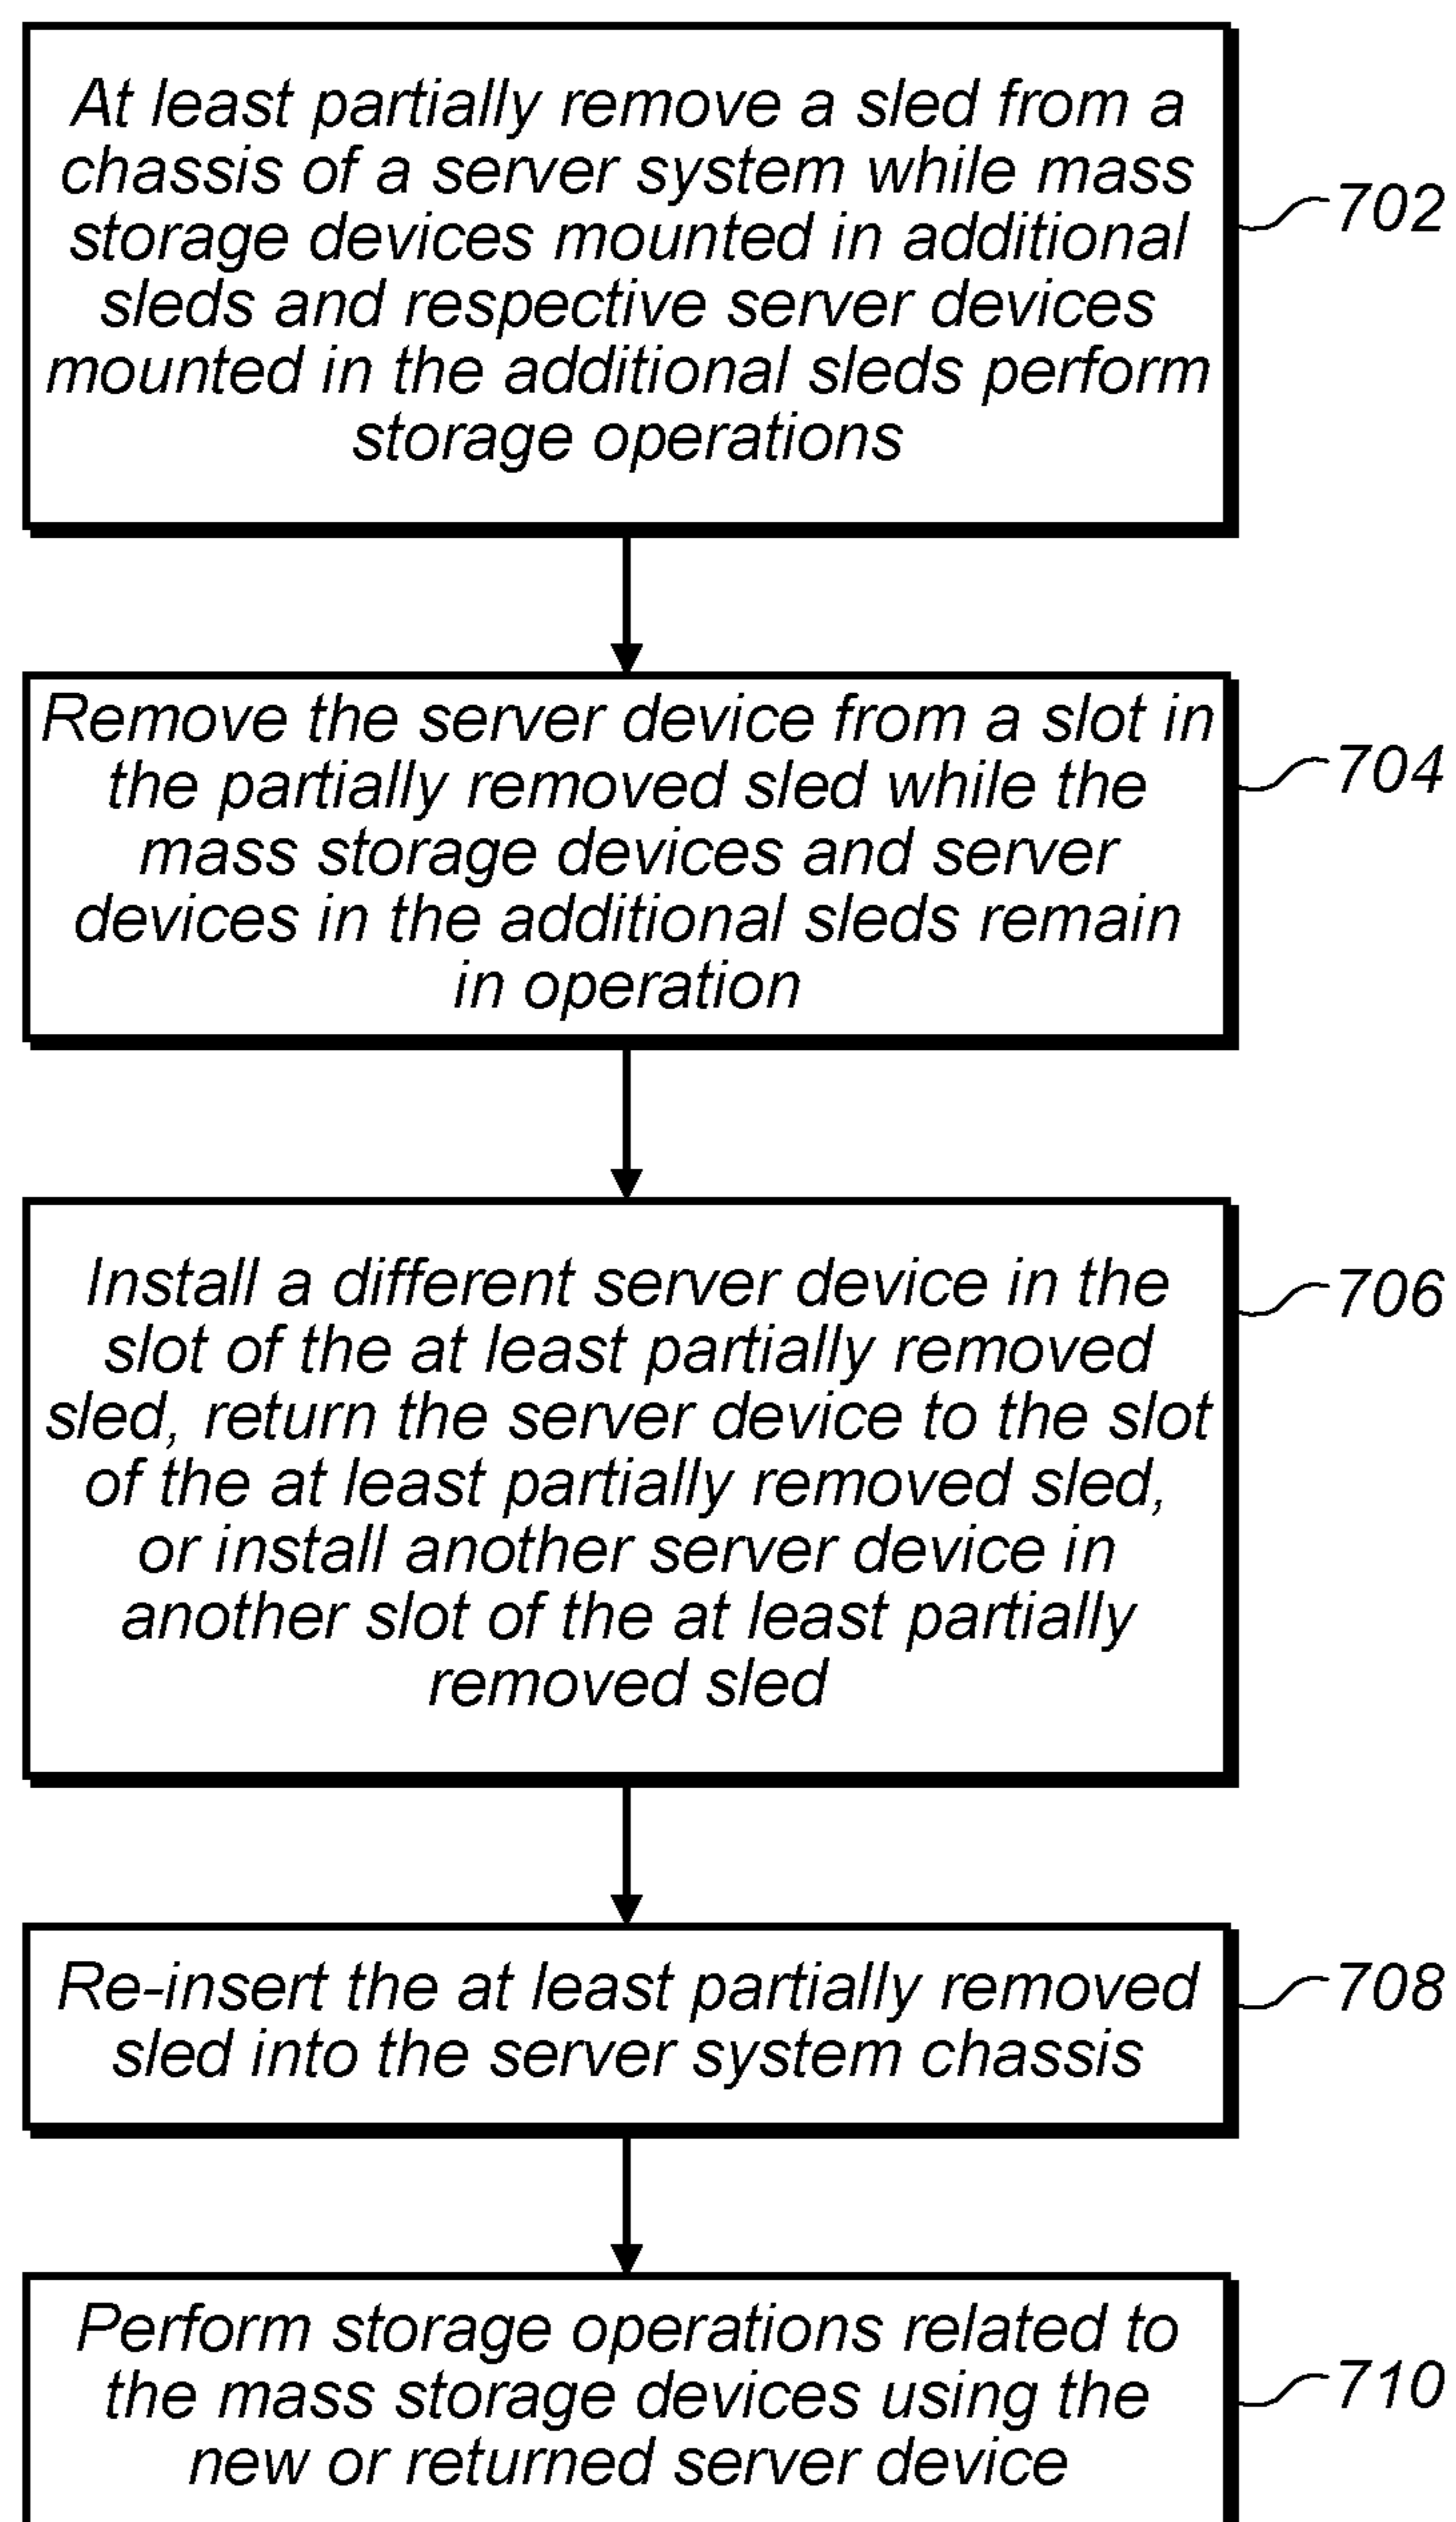 At least partially remove a sled from a
chassis of a server system while mass
storage devices mounted in additional
sleds and respective server devices
mounted in the additional sleds perform
storage operations
702
Remove the server device from a slot in
the partially removed sled while the
mass storage devices and server
devices in the additional sleds remain
in operation
704
Install a different server device in the
slot of the at least partially removed
sled, return the server device to the slot
of the at least partially removed sled,
or install another server device in
another slot of the at least partially
removed sled
706
Re-insert the at least partially removed
sled into the server system chassis
708
Perform storage operations related to
the mass storage devices using the
new or returned server device
710